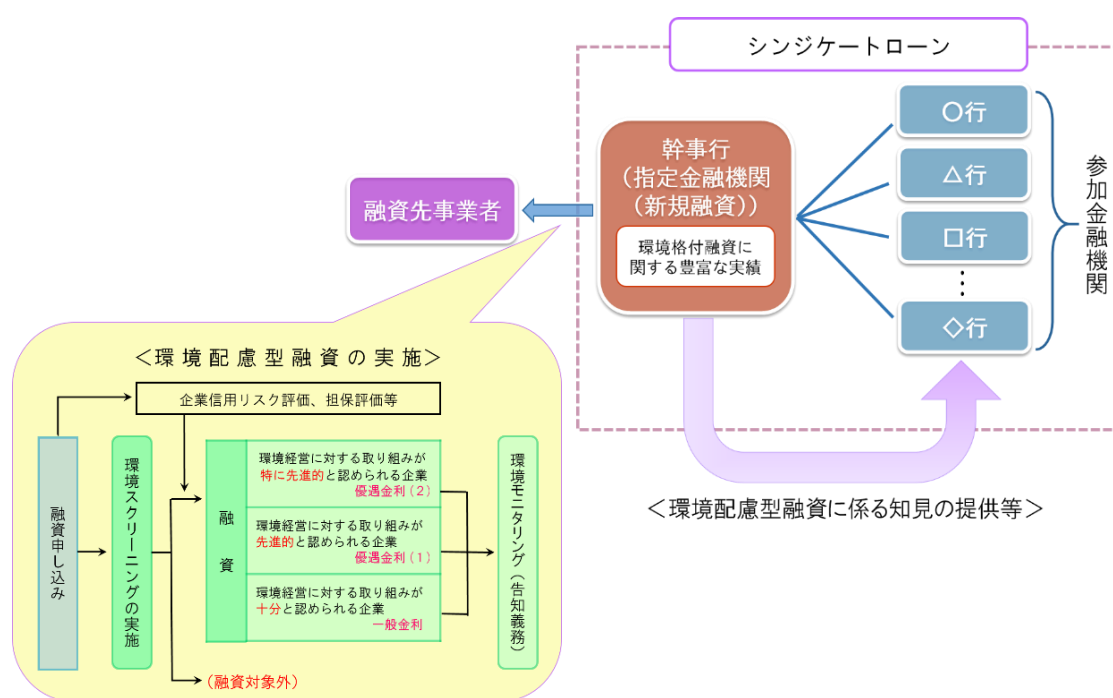 シンジケートローン
幹事行
（指定金融機関
（新規融資））
環境格付融資に
関する豊富な実績
融資先事業者
〇行
△行
□行
⋮
◇行
参加金融機関
＜環境配慮型融資に係る知見の提供等＞
＜環境配慮型融資の実施＞
企業信用リスク評価、担保評価等
融資申し込み
環境スクリーニングの実施
融資
環境経営に対する取り組みが
特に先進的と認められる企業
優遇金利（2）
環境経営に対する取り組みが
先進的と認められる企業
優遇金利（1）
環境経営に対する取り組みが
十分と認められる企業
一般金利
環境モニタリング（告知義務）
（融資対象外）